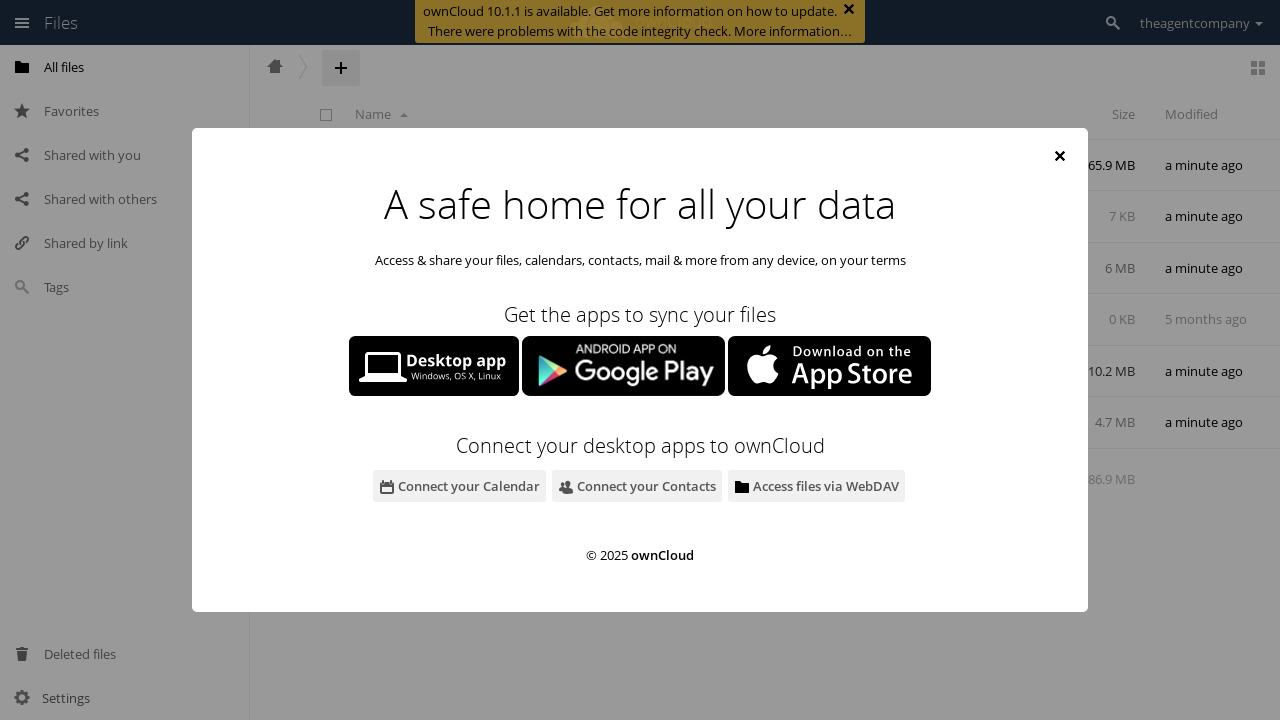 Files
ownCloud 10.1.1 is available. Get more information on how to update.
There were problems with the code integrity check. More information…
theagentcompany
All files
Favorites
Shared with you
Shared with others
Shared by link
Tags
Deleted files
Settings
Name
Size
Modified
65.9 MB
a minute ago
7 KB
a minute ago
6 MB
a minute ago
0 KB
5 months ago
10.2 MB
a minute ago
4.7 MB
a minute ago
86.9 MB
A safe home for all your data
Access & share your files, calendars, contacts, mail & more from any device, on your terms
Get the apps to sync your files
Desktop app
Windows, OS X, Linux
ANDROID APP ON
Google Play
Download on the
App Store
Connect your desktop apps to ownCloud
Connect your Calendar
Connect your Contacts
Access files via WebDAV
© 2025 ownCloud